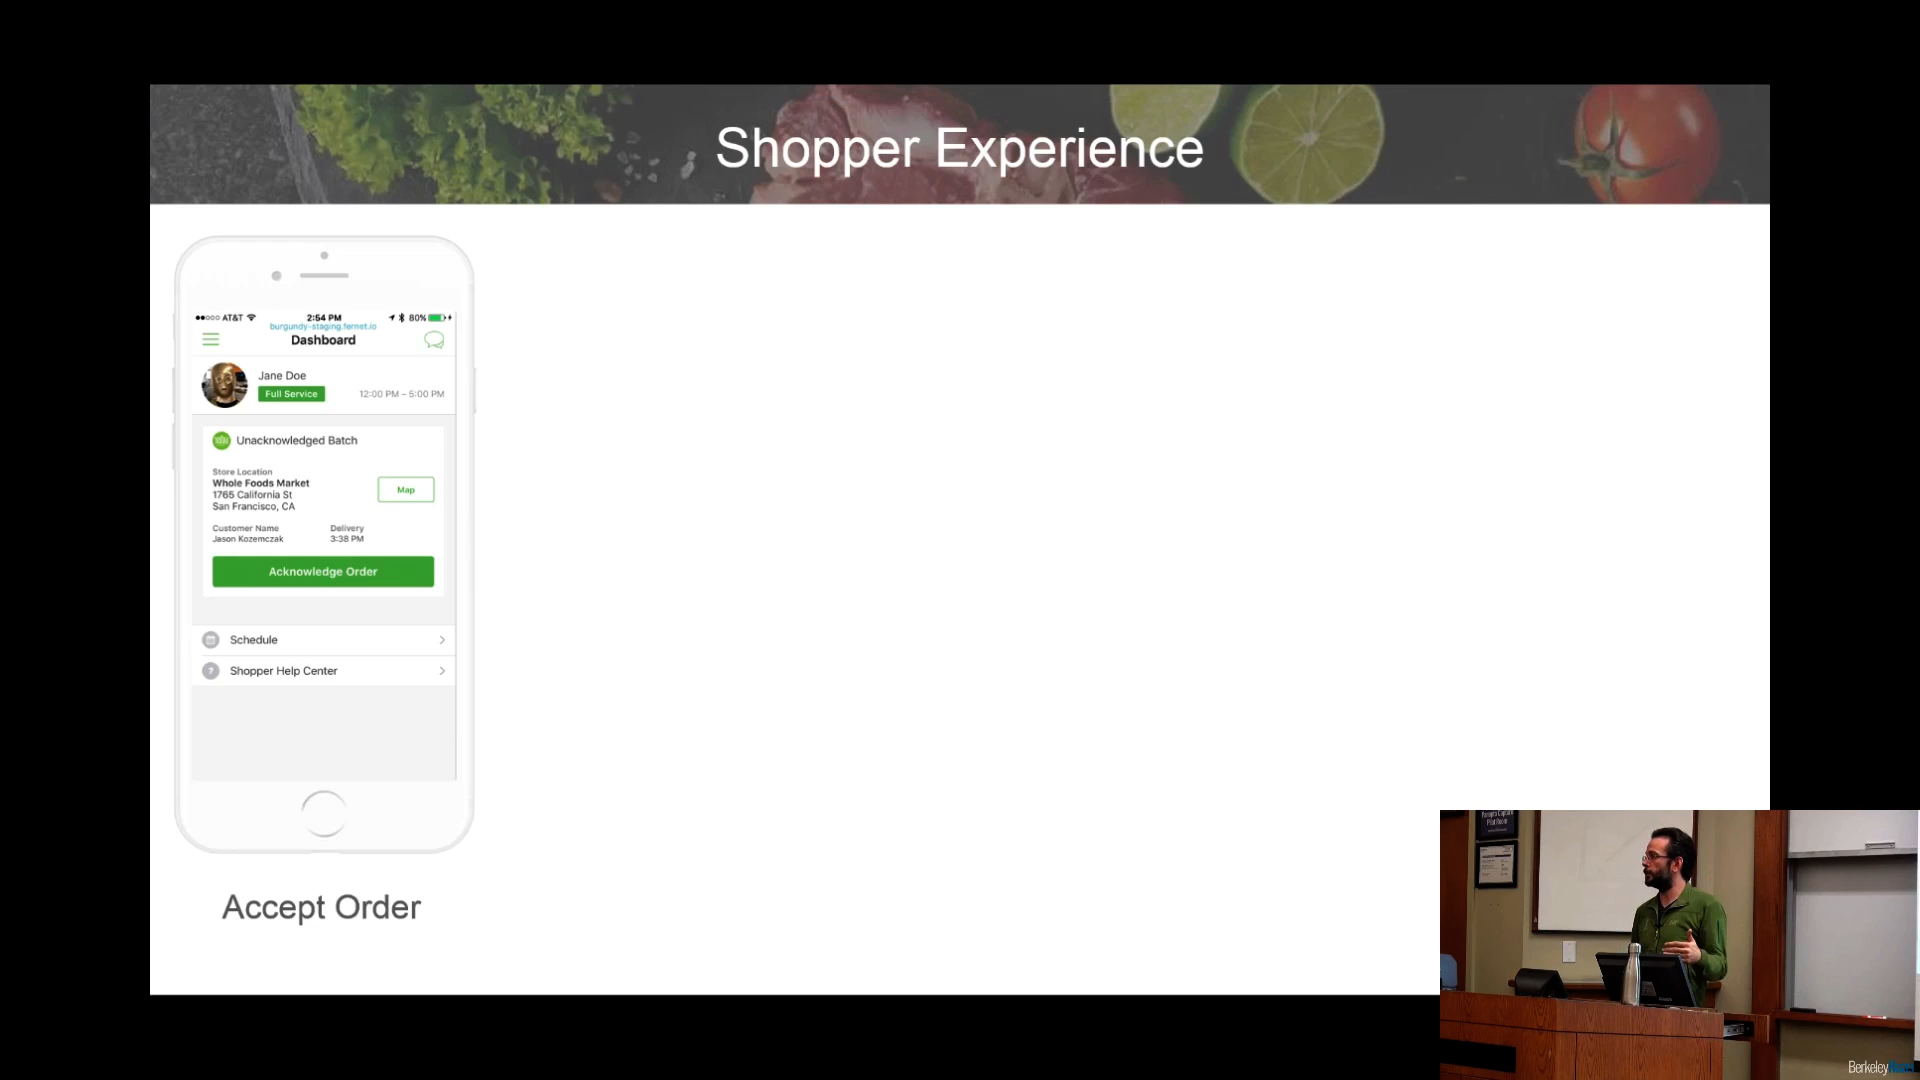 Shopper Experience
AT&T 2:54 PM 80%
burgundy-staging.fernet.io
Dashboard
Jane Doe
Full Service 12:00 PM – 5:00 PM
Unacknowledged Batch
Store Location
Whole Foods Market
1765 California St
San Francisco, CA
Map
Customer Name Delivery
Jason Kozemczak 3:38 PM
Acknowledge Order
Schedule
? Shopper Help Center
Accept Order
Pilot Room
Berkeley